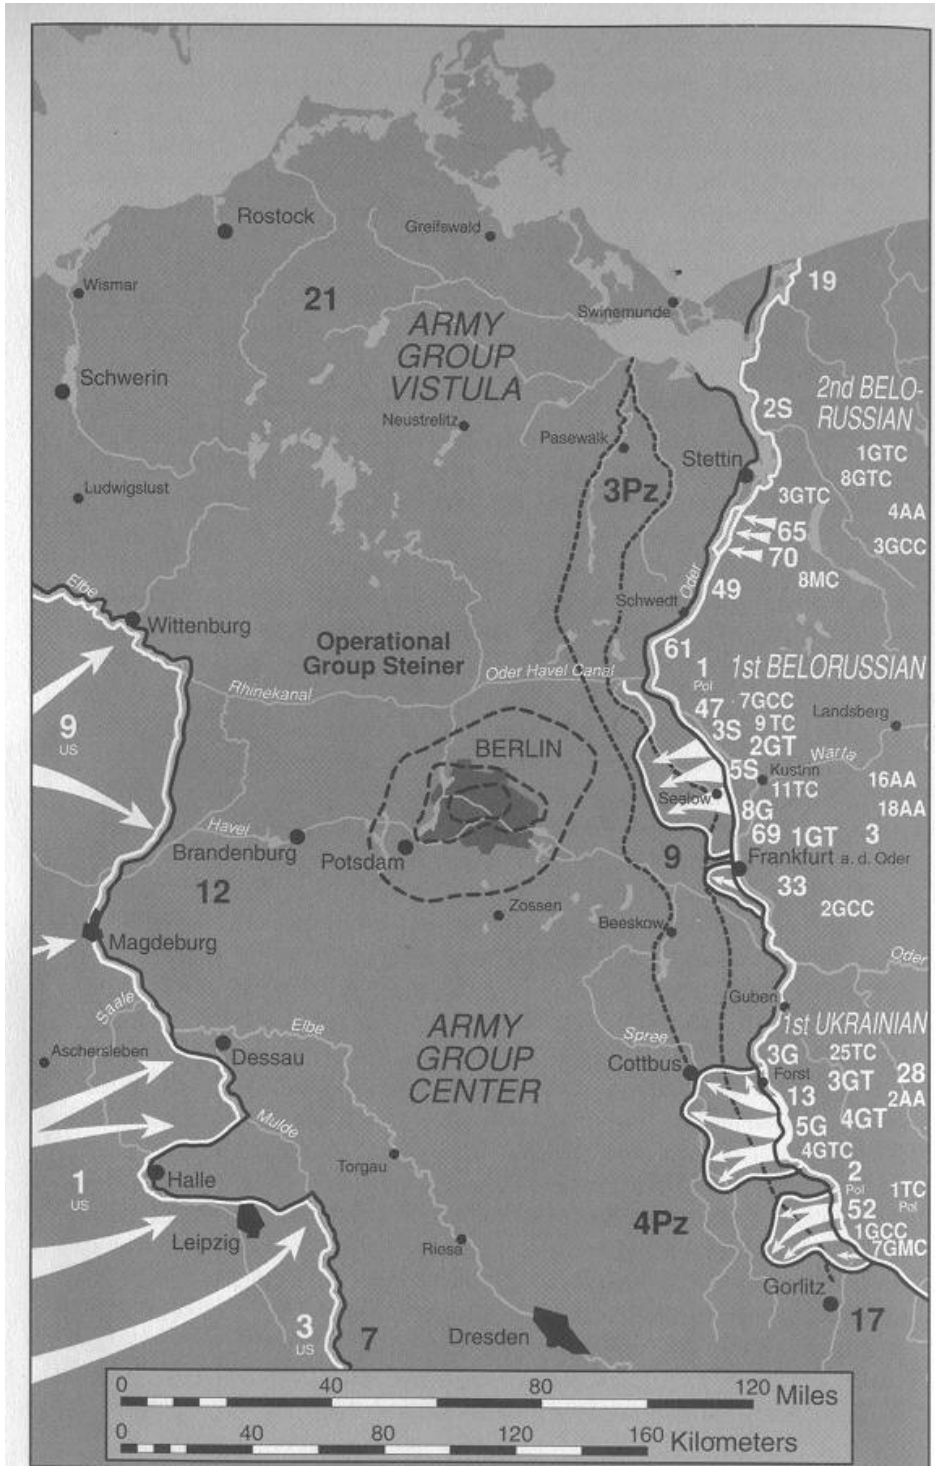 Rostock
Greifswald
Wismar
21
Swinemunde
19
ARMY
GROUP
VISTULA
Schwerin
2nd BELO-
RUSSIAN
2S
Neustrelitz
Pasewalk
Stettin
1GTC
8GTC
Ludwigslust
3Pz
3GTC
4AA
65
3GCC
70
8MC
Elbe
Oder
49
Schwedt
Wittenburg
Operational
Group Steiner
61
1
Pol
1st BELORUSSIAN
Rhinekanal
Oder Havel Canal
9
US
47
7GCC
Landsberg
3S
9 TC
2GT
BERLIN
Warta
5S
Kustrin
16AA
11TC
Seelow
8G
18AA
Havel
69
1GT
3
Brandenburg
Potsdam
9
Frankfurt a. d. Oder
12
33
Zossen
2GCC
Beeskow
Magdeburg
Oder
Saale
Guben
Elbe
ARMY
GROUP
CENTER
1st UKRAINIAN
Spree
Aschersleben
Dessau
Cottbus
3G
25TC
Forst
3GT
28
13
2AA
Mulde
5G
4GT
4GTC
Torgau
1
US
Halle
2
Pol
1TC
Pol
52
4Pz
1GCC
7GMC
Leipzig
Riesa
Gorlitz
17
3
US
7
Dresden
0 40 80 120 Miles
0 40 80 120 160 Kilometers